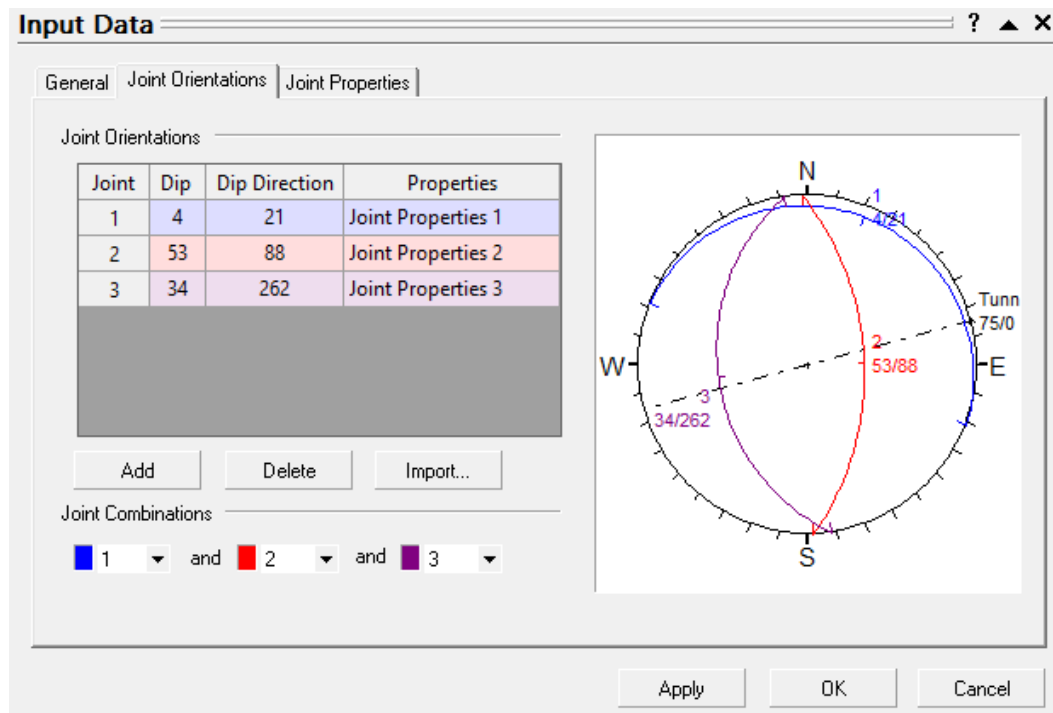 Input Data ? ▲ ✕
General Joint Orientations Joint Properties
Joint Orientations
Joint Dip Dip Direction Properties
1 4 21 Joint Properties 1
2 53 88 Joint Properties 2
3 34 262 Joint Properties 3
Add Delete Import...
Joint Combinations
1 and 2 and 3
N
1
4/21
Tunn
75/0
2
W 53/88 E
3
34/262
S
Apply OK Cancel